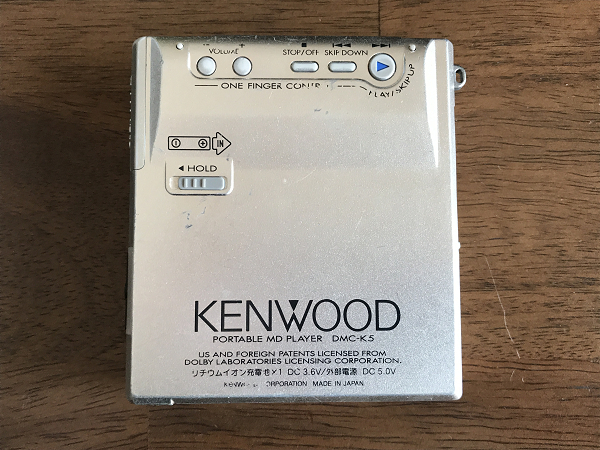 - +
VOLUME
STOP/OFF SKIP DOWN
PLAY/SKIP UP
ONE FINGER
IN
◀ HOLD
KENWOOD
PORTABLE MD PLAYER DMC-K5
US AND FOREIGN PATENTS LICENSED FROM
DOLBY LABORATORIES LICENSING CORPORATION.
リチウムイオン充電池×1 DC 3.6V/外部電源:DC 5.0V
MADE IN JAPAN